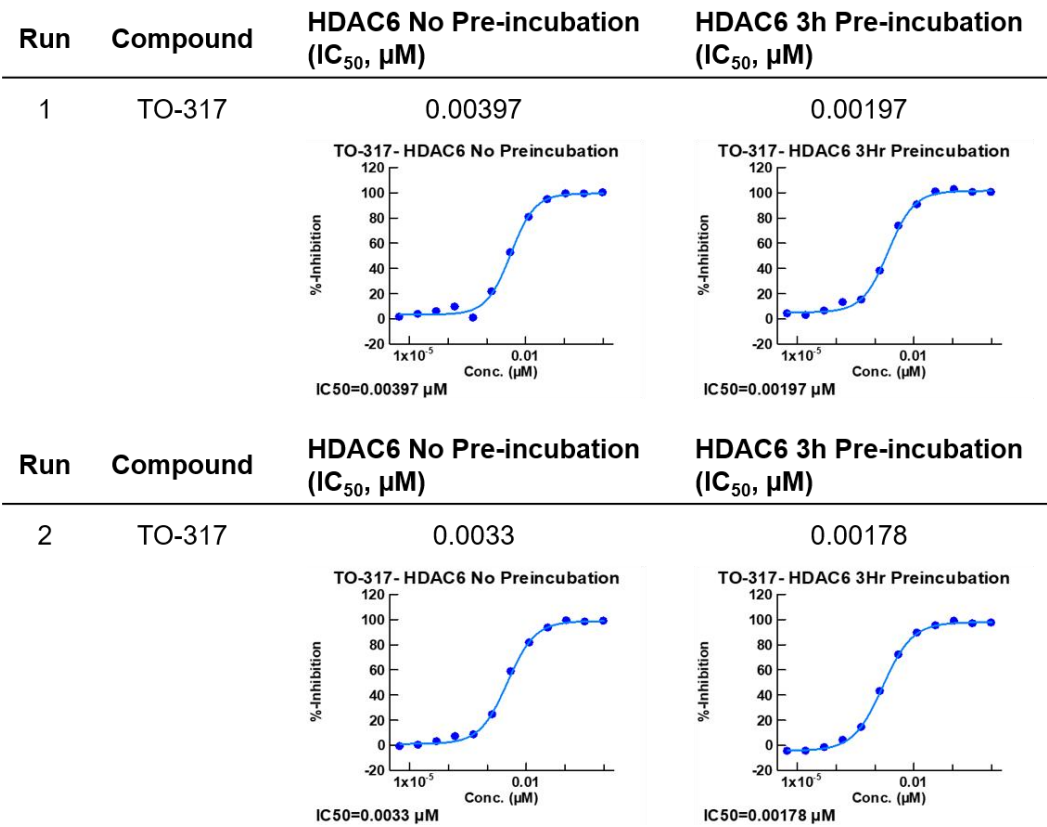 Run Compound HDAC6 No Pre-incubation (IC₅₀, µM) HDAC6 3h Pre-incubation (IC₅₀, µM)
1 TO-317 0.00397 0.00197
TO-317- HDAC6 No Preincubation
120
100
80
60
40
20
0
-20
%-Inhibition
1x10⁻⁵ 0.01
Conc. (µM)
IC50=0.00397 µM
TO-317- HDAC6 3Hr Preincubation
120
100
80
60
40
20
0
-20
%-Inhibition
1x10⁻⁵ 0.01
Conc. (µM)
IC50=0.00197 µM
Run Compound HDAC6 No Pre-incubation (IC₅₀, µM) HDAC6 3h Pre-incubation (IC₅₀, µM)
2 TO-317 0.0033 0.00178
TO-317- HDAC6 No Preincubation
120
100
80
60
40
20
0
-20
%-Inhibition
1x10⁻⁵ 0.01
Conc. (µM)
IC50=0.0033 µM
TO-317- HDAC6 3Hr Preincubation
120
100
80
60
40
20
0
-20
%-Inhibition
1x10⁻⁵ 0.01
Conc. (µM)
IC50=0.00178 µM